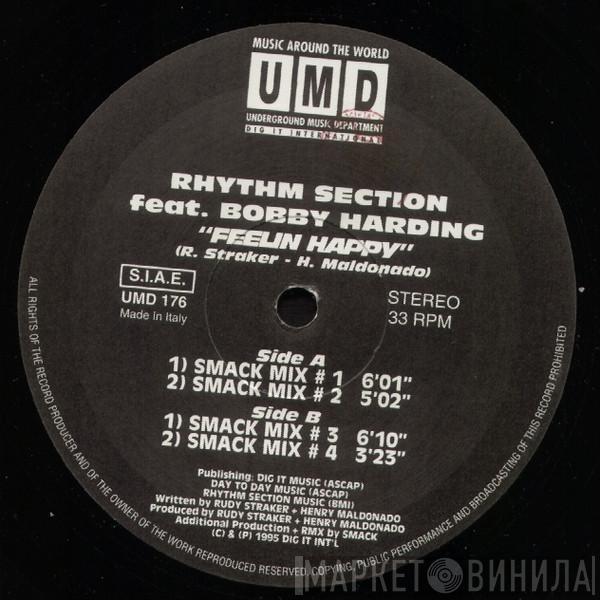 MUSIC AROUND THE WORLD
UMD
UNDERGROUND MUSIC DEPARTMENT
DIG IT INTERNATIONAL
RHYTHM SECTION
feat. BOBBY HARDING
"FEELIN HAPPY"
(R. Straker - H. Maldonado)
S.I.A.E.
UMD 176
Made in Italy
STEREO
33 RPM
Side A
1) SMACK MIX # 1 6'01"
2) SMACK MIX # 2 5'02"
Side B
1) SMACK MIX # 3 6'10"
2) SMACK MIX # 4 3'23"
Publishing: DIG IT MUSIC (ASCAP)
DAY TO DAY MUSIC (ASCAP)
RHYTHM SECTION MUSIC (BMI)
Written by RUDY STRAKER + HENRY MALDONADO
Produced by RUDY STRAKER + HENRY MALDONADO
Additional Production + RMX by SMACK
(C) & (P) 1995 DIG IT INT'L
ALL RIGHTS OF THE RECORD PRODUCER AND OF THE OWNER OF THE WORK REPRODUCED RESERVED. COPYING, PUBLIC PERFORMANCE AND BROADCASTING OF THIS RECORD PROHIBITED
МАРКЕТ ВИНИЛА